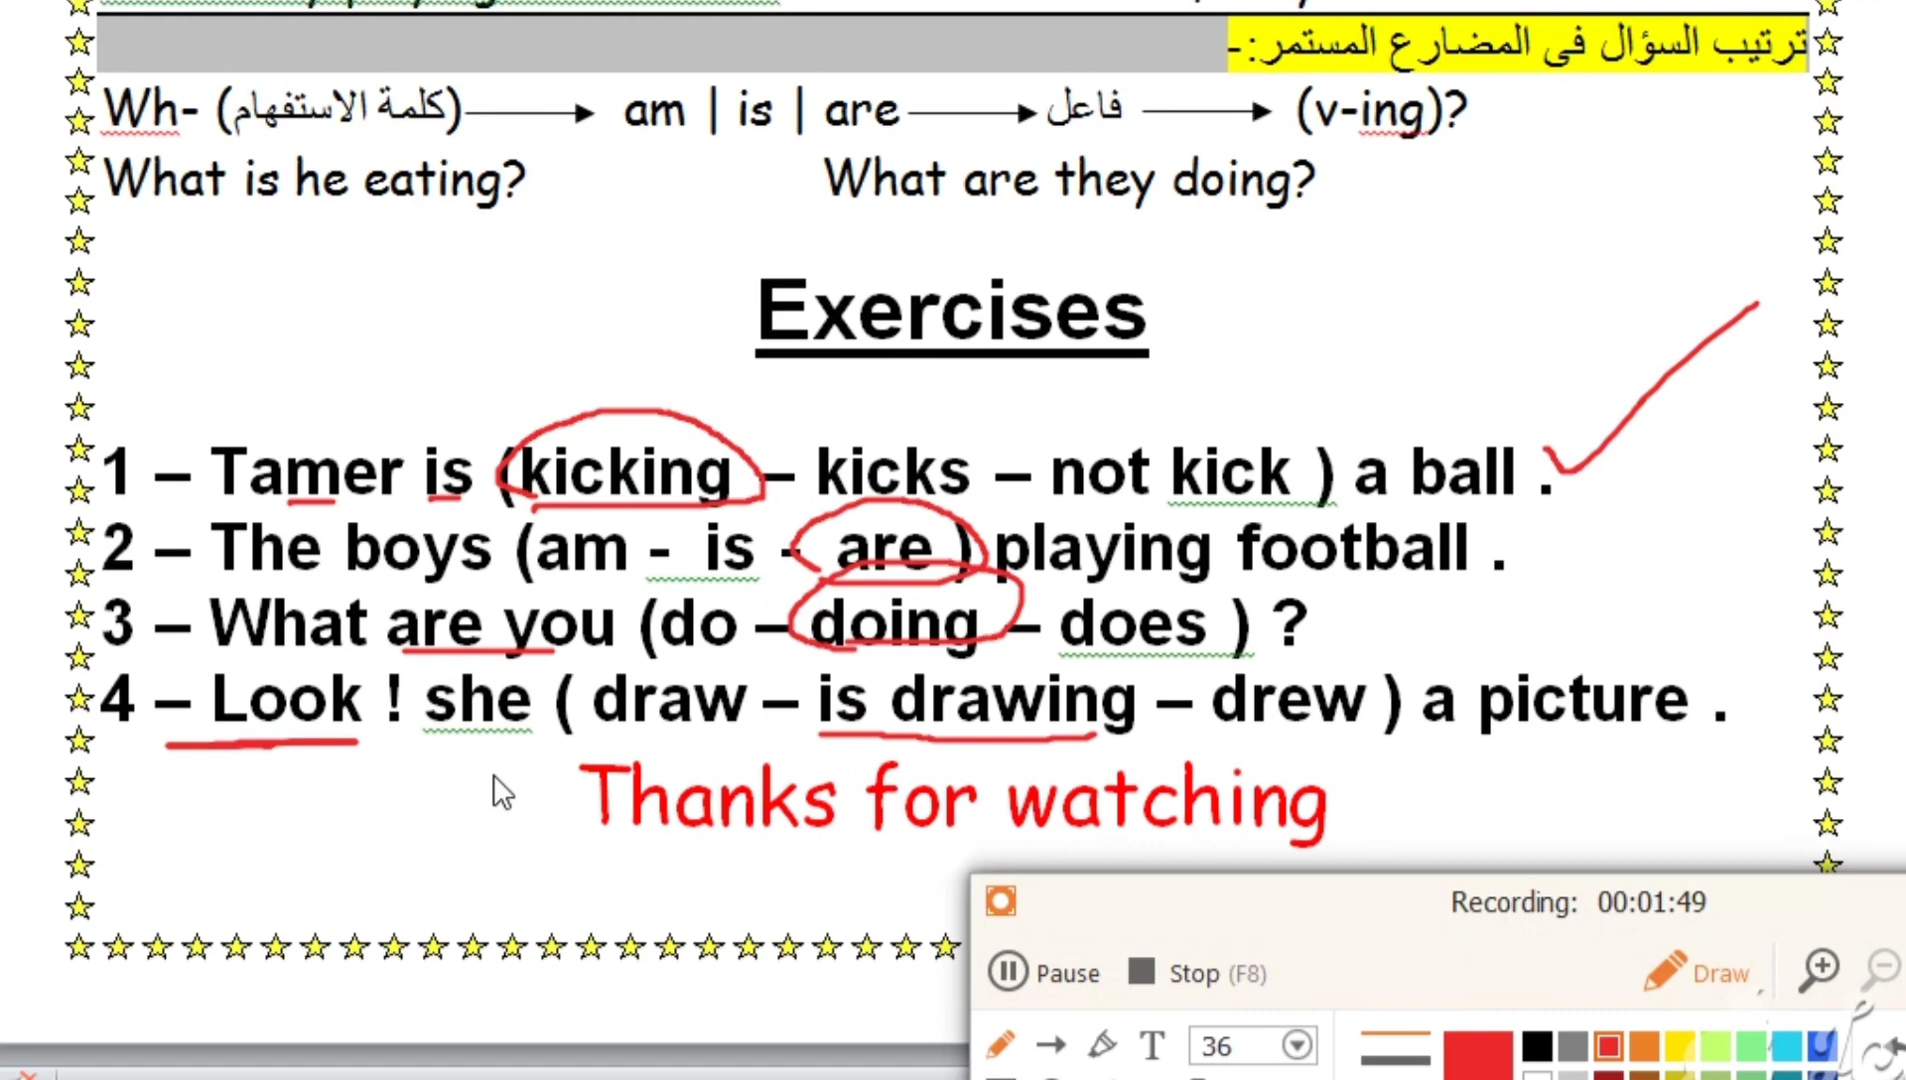 ترتيب السؤال فى المضارع المستمر:-
Wh- (كلمة الاستفهام) am | is | are فاعل (v-ing)?
What is he eating? What are they doing?
Exercises
1 – Tamer is (kicking – kicks – not kick ) a ball .
2 – The boys (am - is - are ) playing football .
3 – What are you (do – doing – does ) ?
4 – Look ! she ( draw – is drawing – drew ) a picture .
Thanks for watching
Recording: 00:01:49
Pause Stop (F8) Draw
T 36